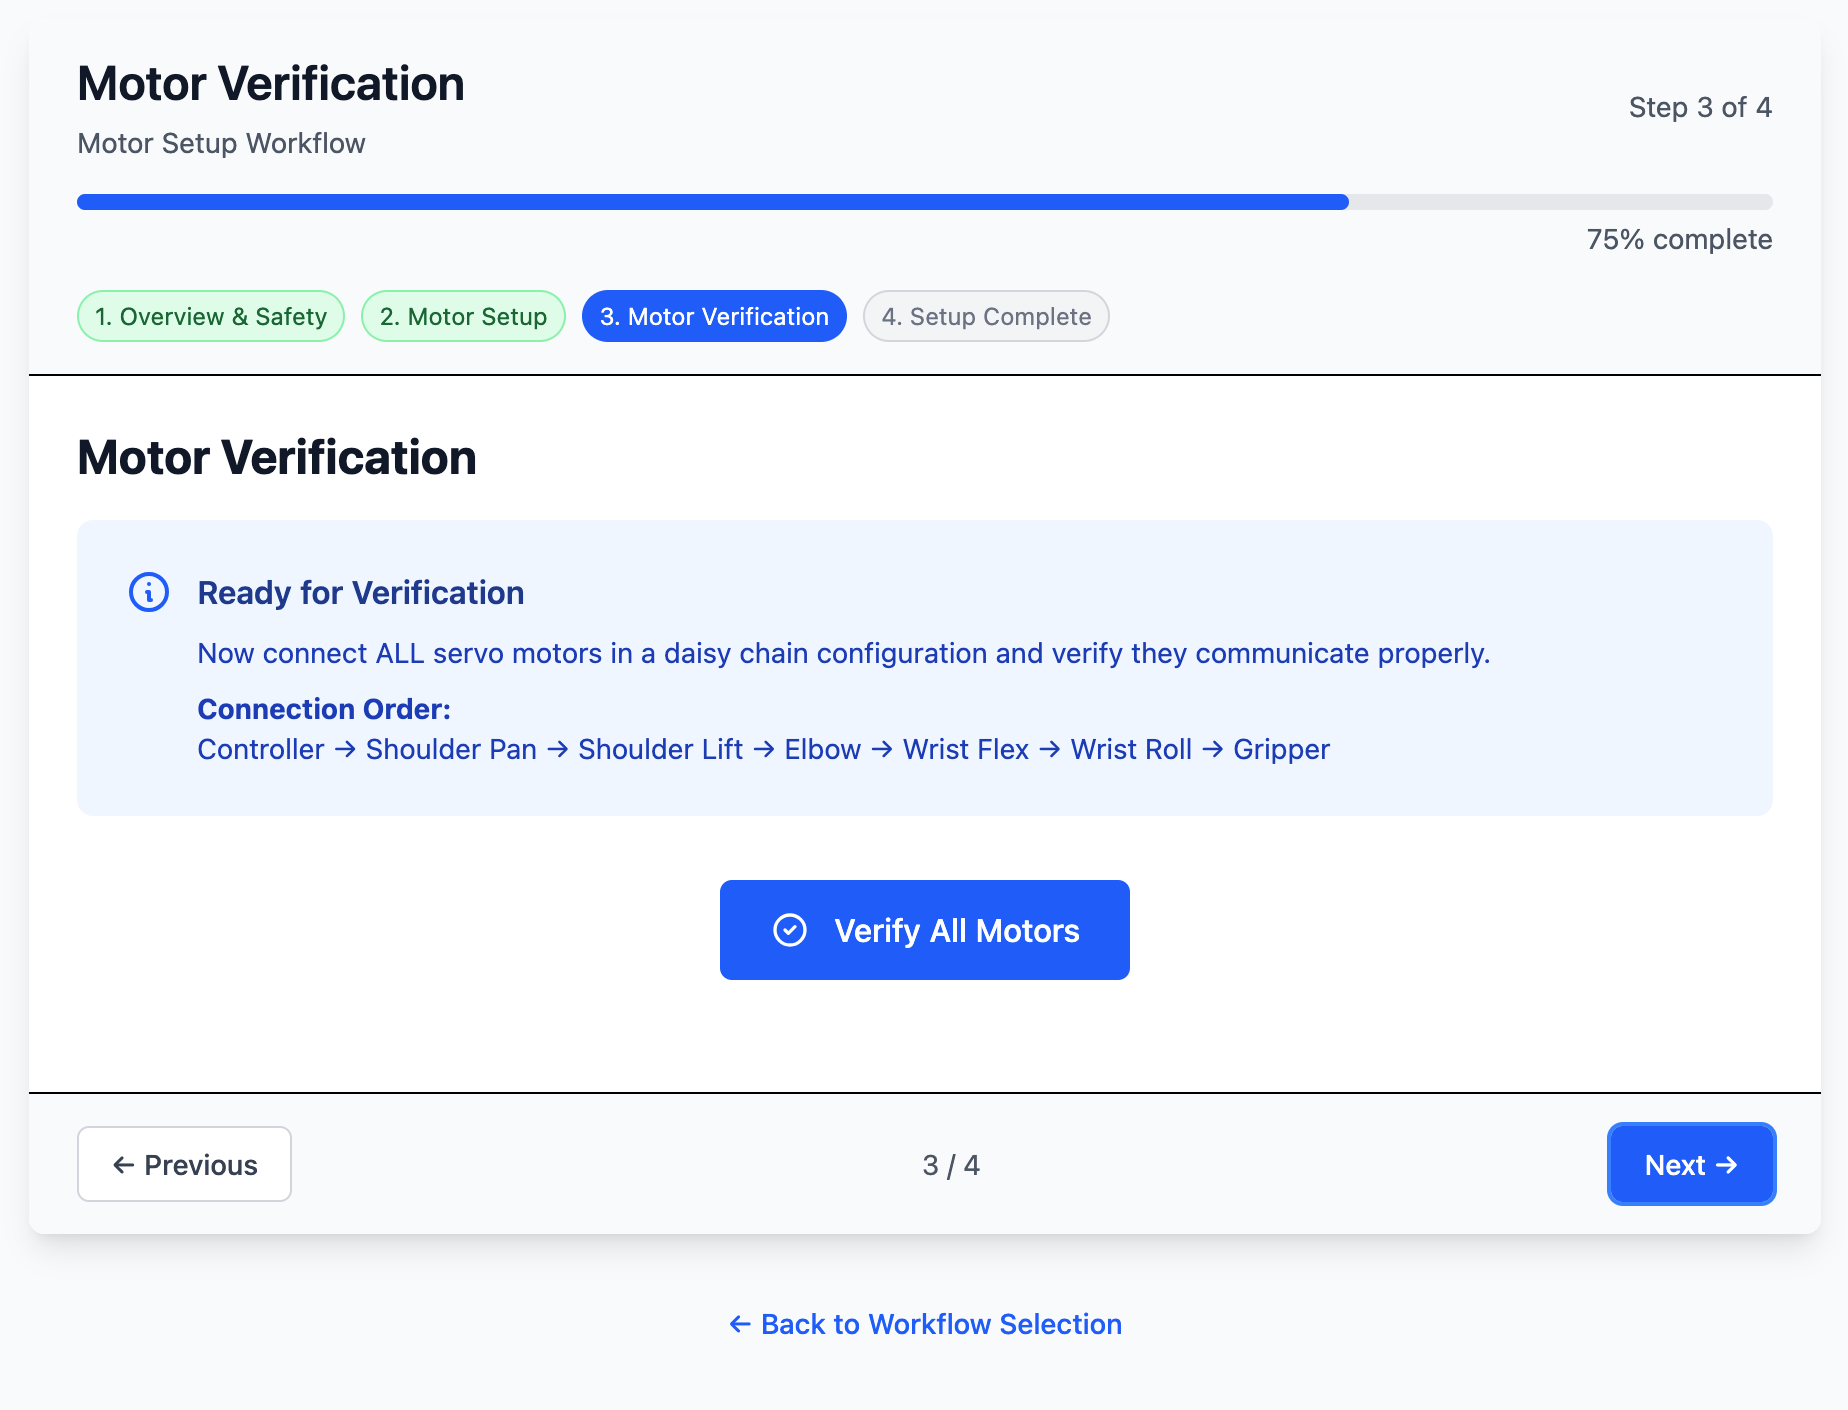 Motor Verification
Motor Setup Workflow
Step 3 of 4
75% complete
1. Overview & Safety
2. Motor Setup
3. Motor Verification
4. Setup Complete
Motor Verification
Ready for Verification
Now connect ALL servo motors in a daisy chain configuration and verify they communicate properly.
Connection Order:
Controller → Shoulder Pan → Shoulder Lift → Elbow → Wrist Flex → Wrist Roll → Gripper
Verify All Motors
← Previous
3 / 4
Next →
← Back to Workflow Selection